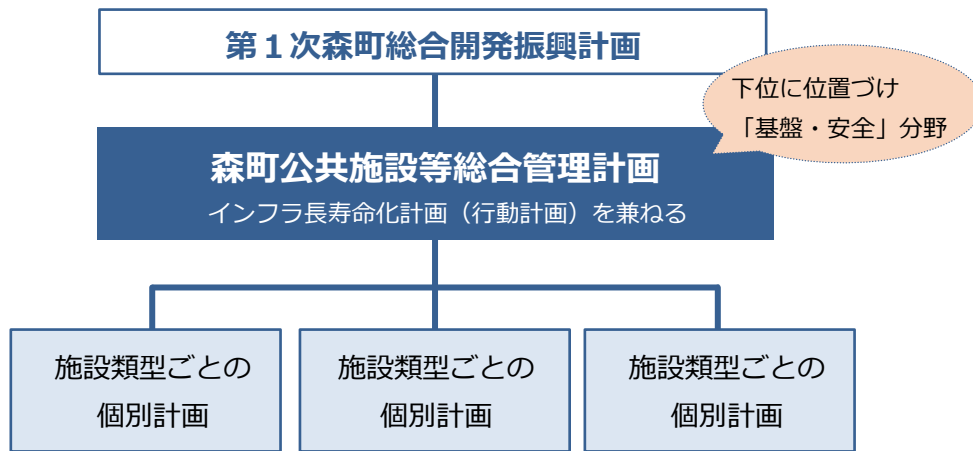 第１次森町総合開発振興計画
下位に位置づけ
「基盤・安全」分野
森町公共施設等総合管理計画
インフラ長寿命化計画（行動計画）を兼ねる
施設類型ごとの
個別計画
施設類型ごとの
個別計画
施設類型ごとの
個別計画